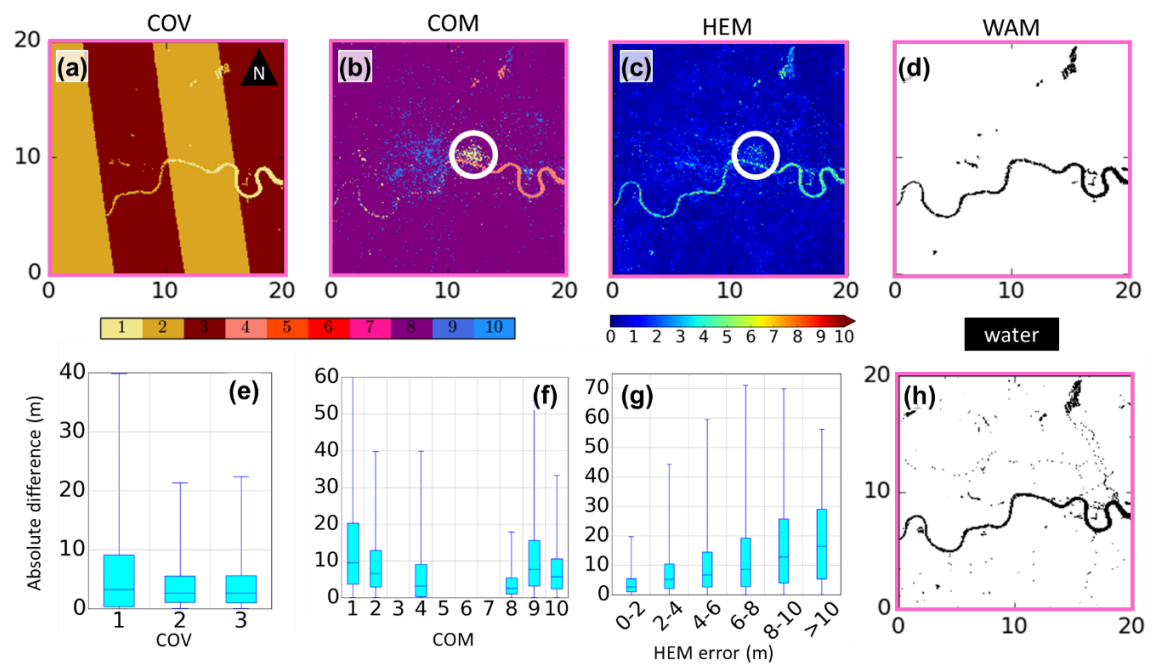 COV COM HEM WAM
20 (a) N (b) (c) (d)
10
0
0 10 20 0 10 20 0 10 20 0 10 20
1 2 3 4 5 6 7 8 9 10
0 1 2 3 4 5 6 7 8 9 10
water
Absolute difference (m)
40 30 20 10 0
(e)
1 2 3
COV
60 50 40 30 20 10 0
(f)
1 2 3 4 5 6 7 8 9 10
COM
70 60 50 40 30 20 10 0
(g)
0-2 2-4 4-6 6-8 8-10 >10
HEM error (m)
20 (h)
10
0
0 10 20